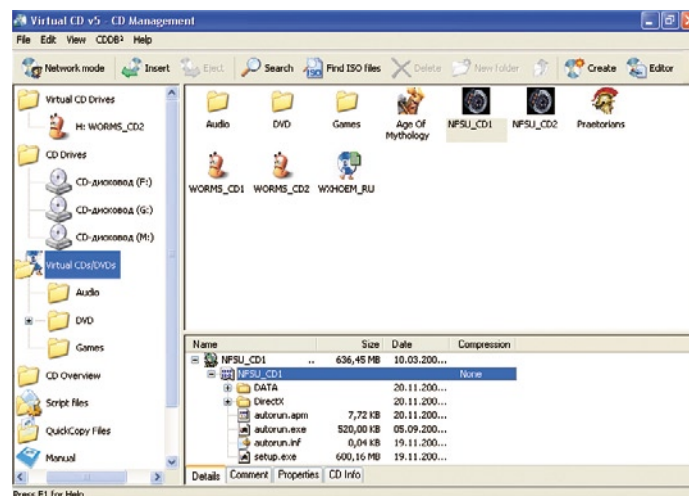 Virtual CD v5 - CD Management
File Edit View CDDB² Help
Network mode Insert Eject Search Find ISO files Delete New folder Create Editor
Virtual CD Drives
H: WORMS_CD2
CD Drives
CD-дисковод (F:)
CD-дисковод (G:)
CD-дисковод (M:)
Virtual CDs/DVDs
Audio
DVD
Games
CD Overview
Script files
QuickCopy Files
Manual
Audio DVD Games Age Of Mythology NFSU_CD1 NFSU_CD2 Praetorians
WORMS_CD1 WORMS_CD2 WXHOEM_RU
Name Size Date Compression
NFSU_CD1 .. 636,45 MB 10.03.200...
NFSU_CD1 None
DATA 20.11.200...
DirectX 20.11.200...
autorun.apm 7,72 KB 20.11.200...
autorun.exe 520,00 KB 05.09.200...
autorun.inf 0,04 KB 19.11.200...
setup.exe 600,16 MB 19.11.200...
Details Comment Properties CD Info
Press F1 for Help